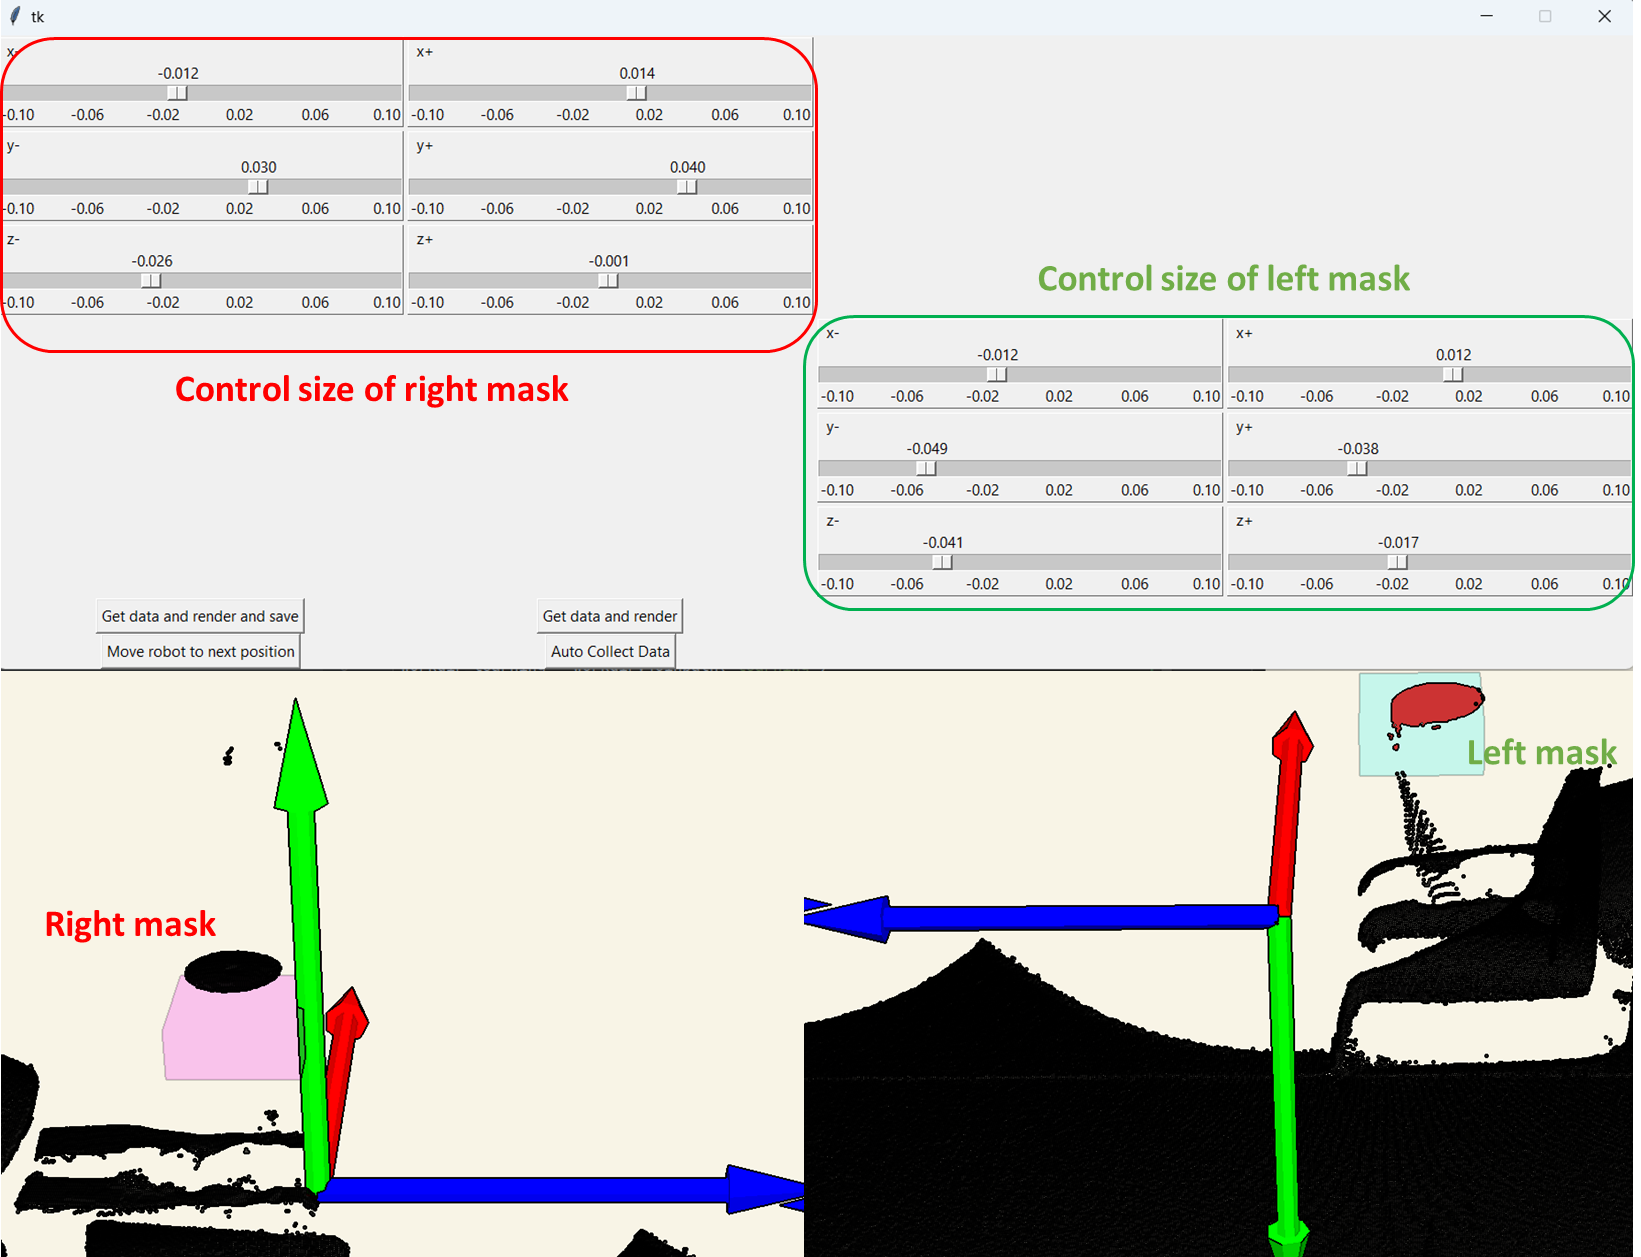 tk
x- x+
-0.012 0.014
-0.10 -0.06 -0.02 0.02 0.06 0.10 -0.10 -0.06 -0.02 0.02 0.06 0.10
y- y+
0.030 0.040
-0.10 -0.06 -0.02 0.02 0.06 0.10 -0.10 -0.06 -0.02 0.02 0.06 0.10
z- z+
-0.026 -0.001
-0.10 -0.06 -0.02 0.02 0.06 0.10 -0.10 -0.06 -0.02 0.02 0.06 0.10
Control size of right mask
Control size of left mask
x- x+
-0.012 0.012
-0.10 -0.06 -0.02 0.02 0.06 0.10 -0.10 -0.06 -0.02 0.02 0.06 0.10
y- y+
-0.049 -0.038
-0.10 -0.06 -0.02 0.02 0.06 0.10 -0.10 -0.06 -0.02 0.02 0.06 0.10
z- z+
-0.041 -0.017
-0.10 -0.06 -0.02 0.02 0.06 0.10 -0.10 -0.06 -0.02 0.02 0.06 0.10
Get data and render and save Get data and render
Move robot to next position Auto Collect Data
Right mask
Left mask